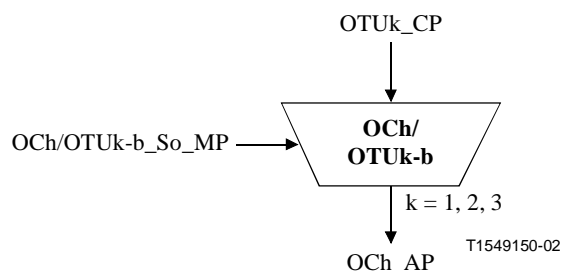 OTUk_CP
OCh/OTUk-b_So_MP
OCh/
OTUk-b
k = 1, 2, 3
T1549150-02
OCh_AP